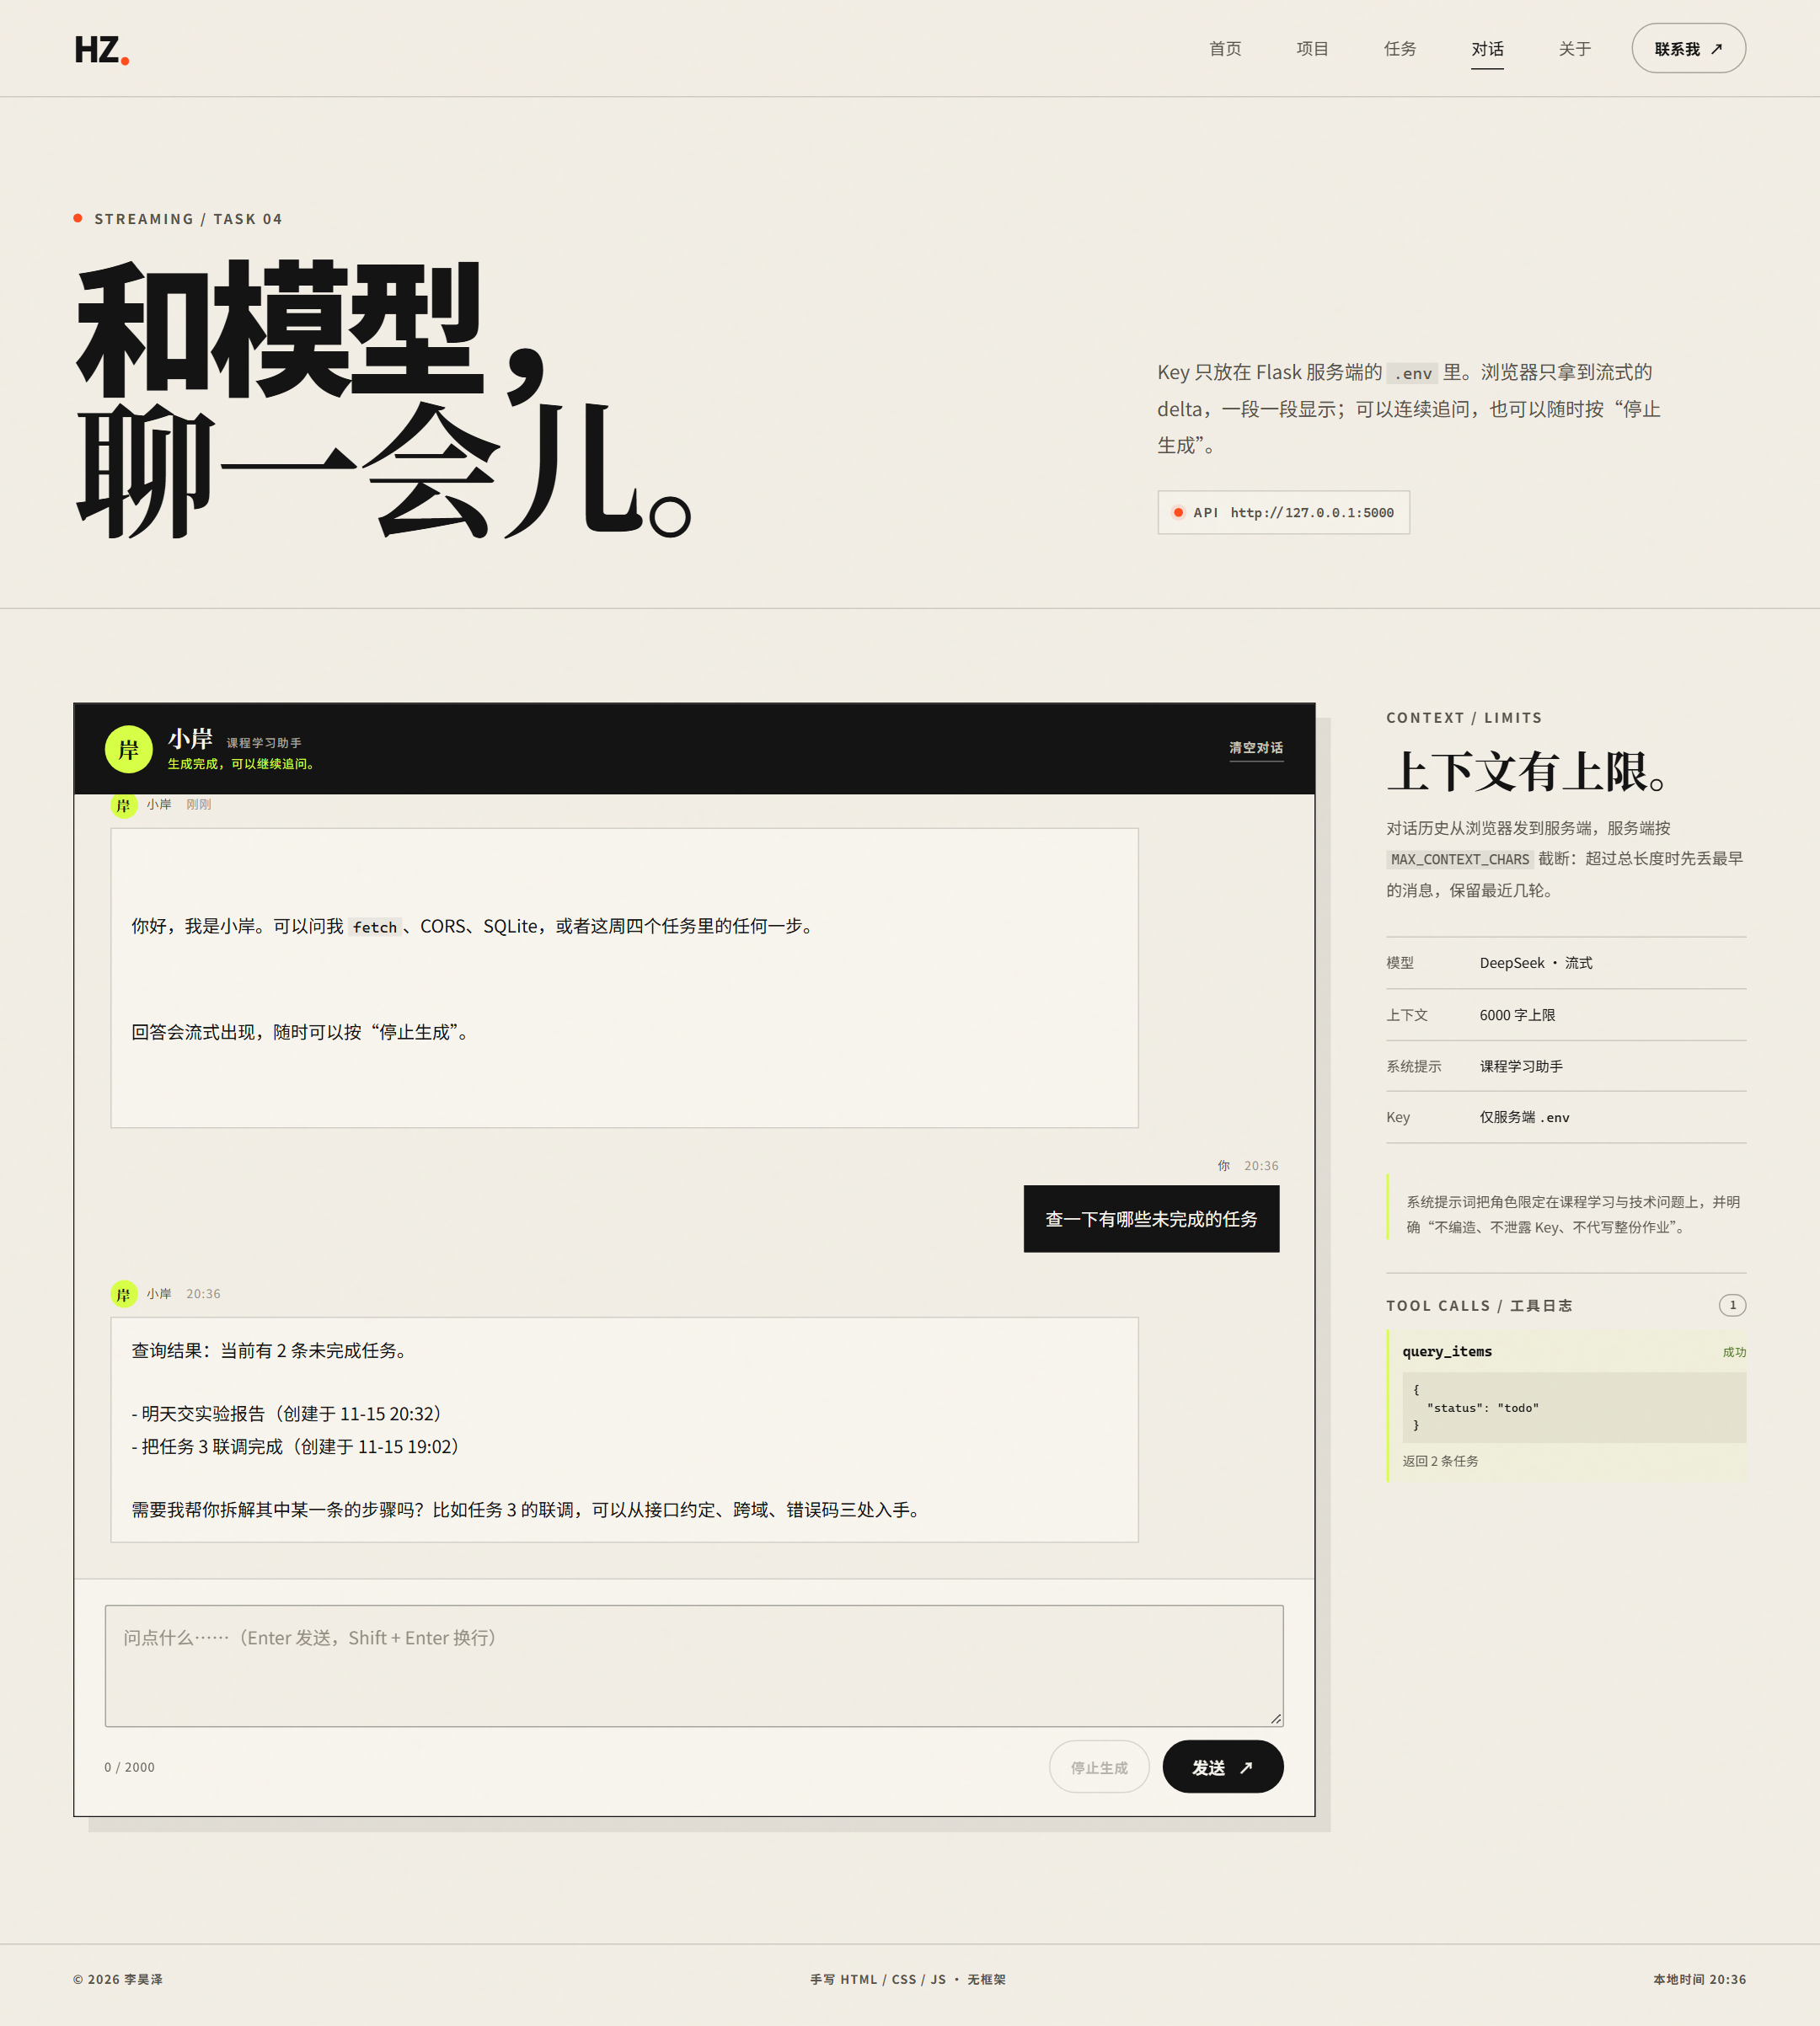 HZ.
首页 项目 任务 对话 关于 联系我 ↗
STREAMING / TASK 04
和模型，
聊一会儿。
Key 只放在 Flask 服务端的 .env 里。浏览器只拿到流式的
delta，一段一段显示；可以连续追问，也可以随时按“停止
生成”。
API http://127.0.0.1:5000
岸 小岸 课程学习助手
生成完成，可以继续追问。
清空对话
岸 小岸 刚刚
你好，我是小岸。可以问我 fetch、CORS、SQLite，或者这周四个任务里的任何一步。
回答会流式出现，随时可以按“停止生成”。
你 20:36
查一下有哪些未完成的任务
岸 小岸 20:36
查询结果：当前有 2 条未完成任务。
- 明天交实验报告（创建于 11-15 20:32）
- 把任务 3 联调完成（创建于 11-15 19:02）
需要我帮你拆解其中某一条的步骤吗？比如任务 3 的联调，可以从接口约定、跨域、错误码三处入手。
问点什么……（Enter 发送，Shift + Enter 换行）
0 / 2000
停止生成 发送 ↗
CONTEXT / LIMITS
上下文有上限。
对话历史从浏览器发到服务端，服务端按
MAX_CONTEXT_CHARS 截断：超过总长度时先丢最早
的消息，保留最近几轮。
模型 DeepSeek · 流式
上下文 6000 字上限
系统提示 课程学习助手
Key 仅服务端 .env
系统提示词把角色限定在课程学习与技术问题上，并明
确“不编造、不泄露 Key、不代写整份作业”。
TOOL CALLS / 工具日志 1
query_items 成功
{
"status": "todo"
}
返回 2 条任务
© 2026 李昊泽 手写 HTML / CSS / JS · 无框架 本地时间 20:36